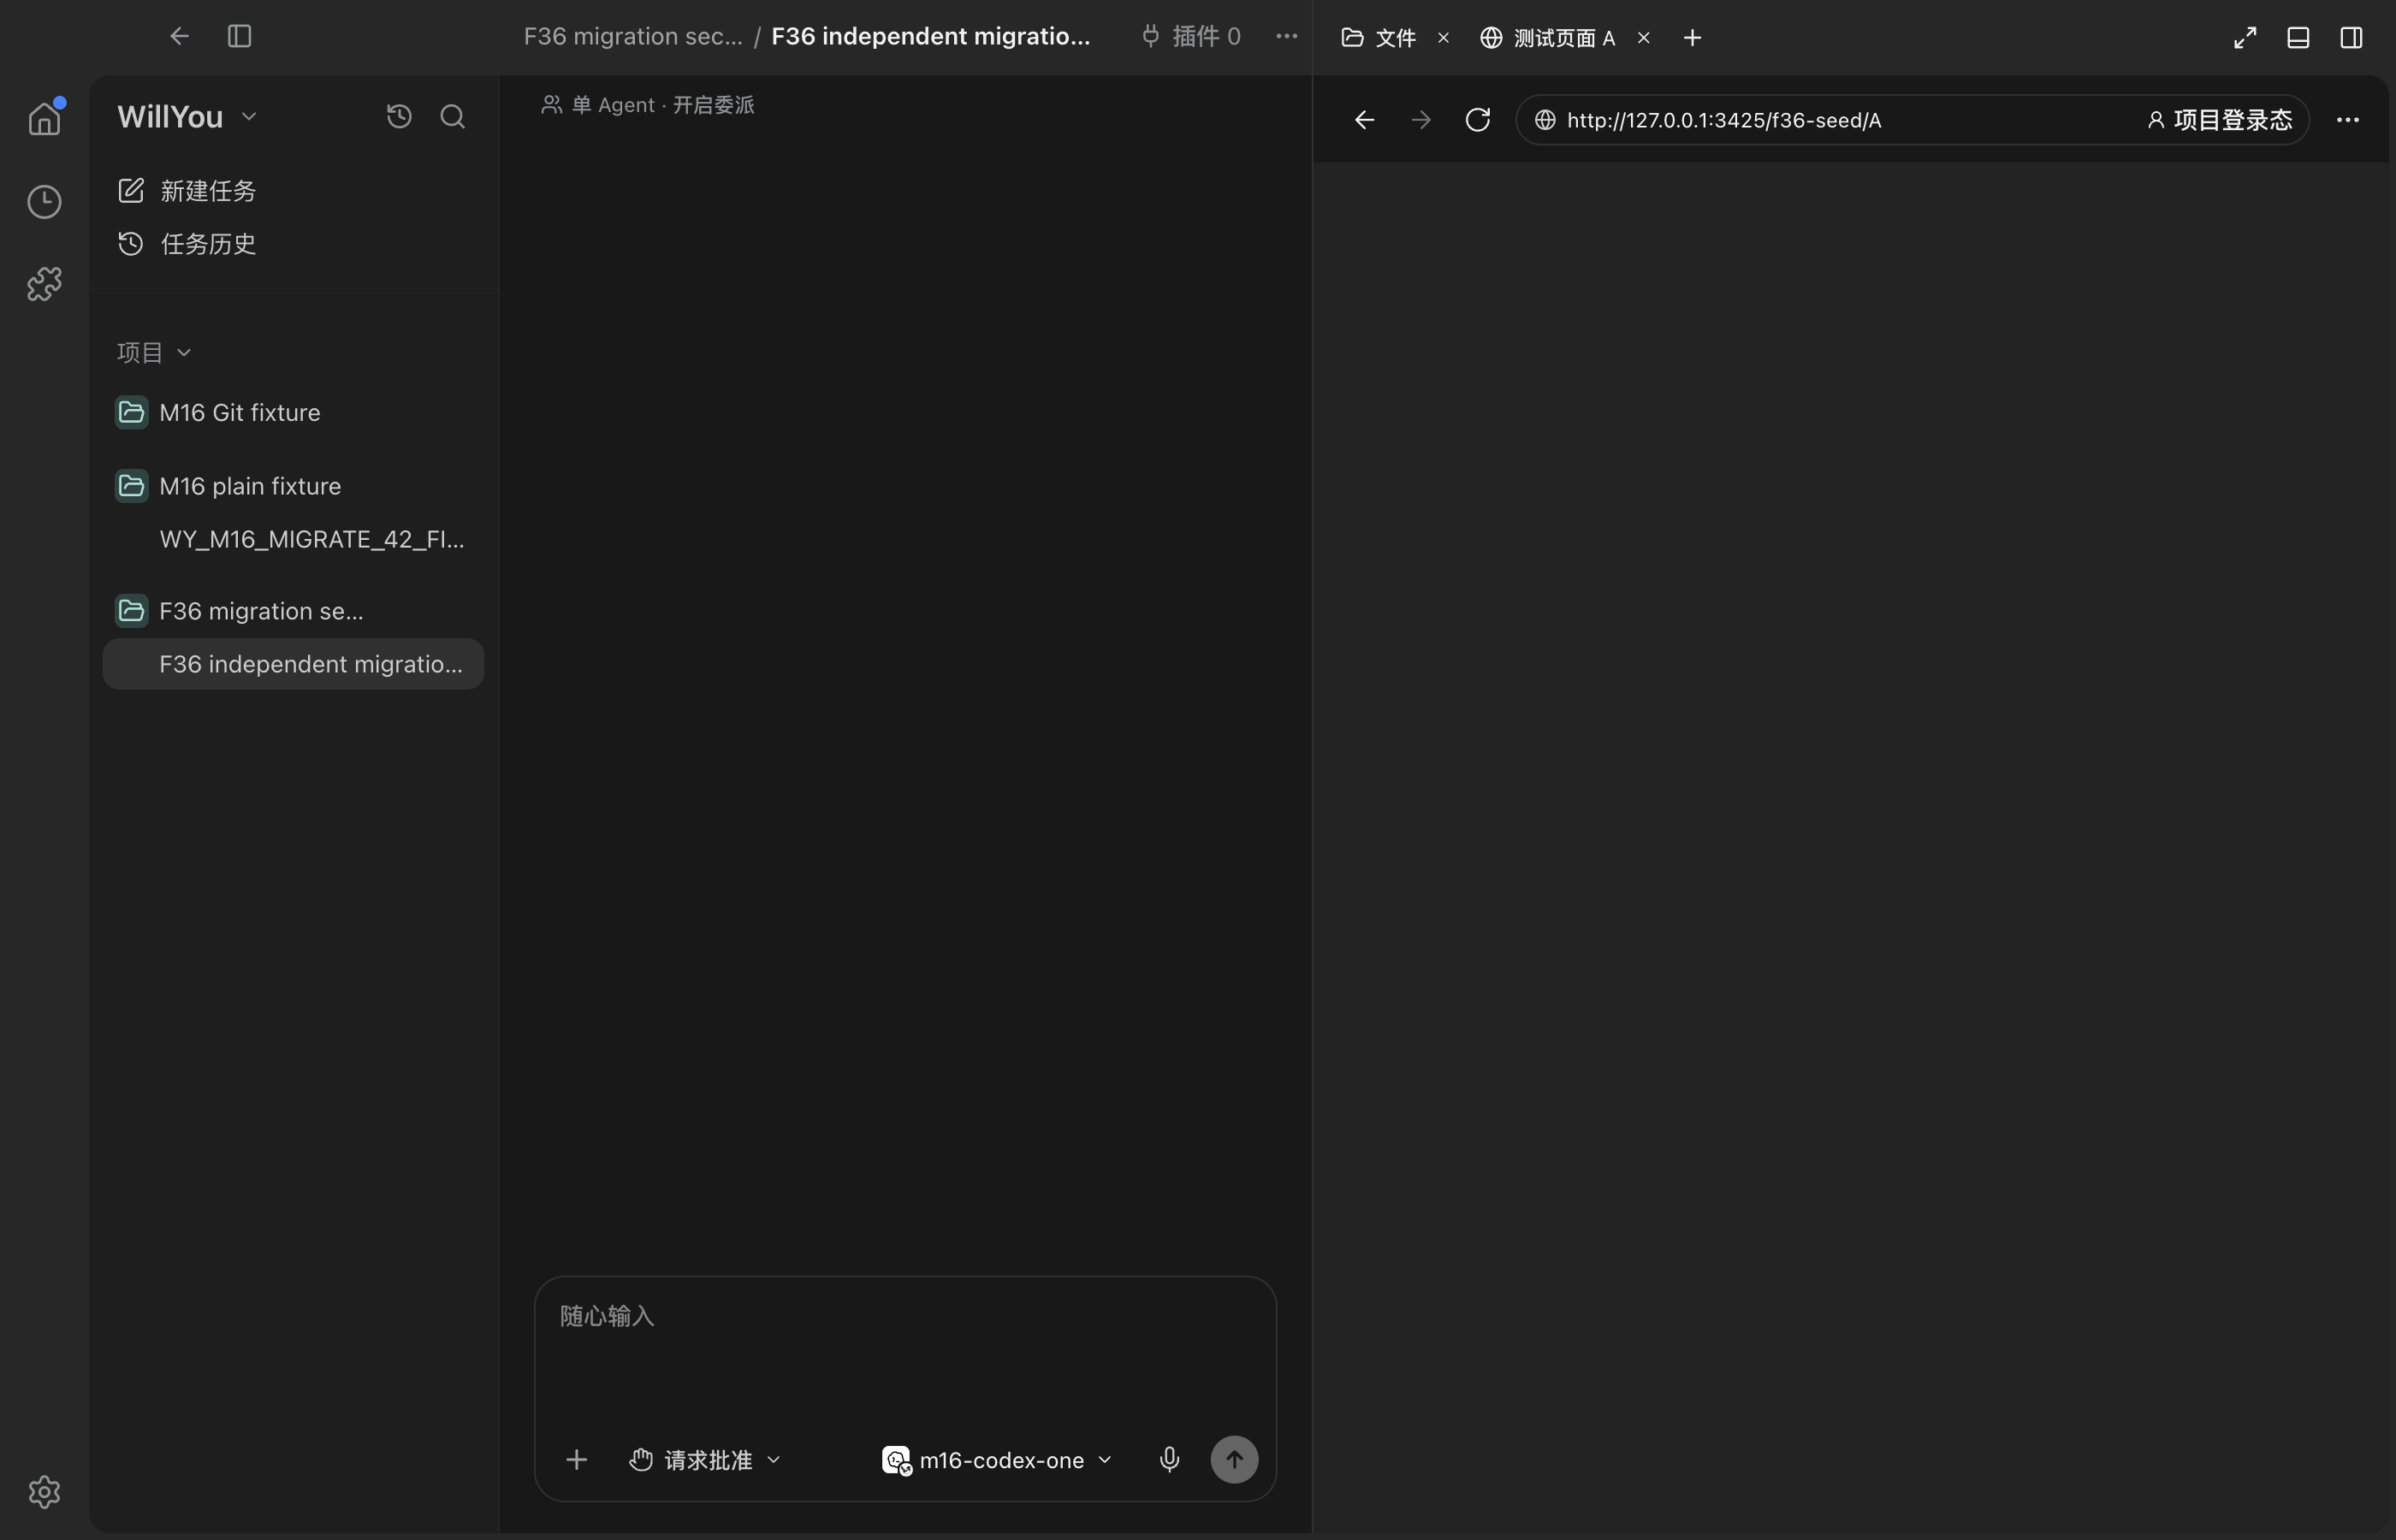 F36 migration sec... / F36 independent migratio...
插件 0
文件
测试页面 A
WillYou
新建任务
任务历史
项目
M16 Git fixture
M16 plain fixture
WY_M16_MIGRATE_42_FI...
F36 migration se...
F36 independent migratio...
单 Agent · 开启委派
随心输入
请求批准
m16-codex-one
http://127.0.0.1:3425/f36-seed/A
项目登录态